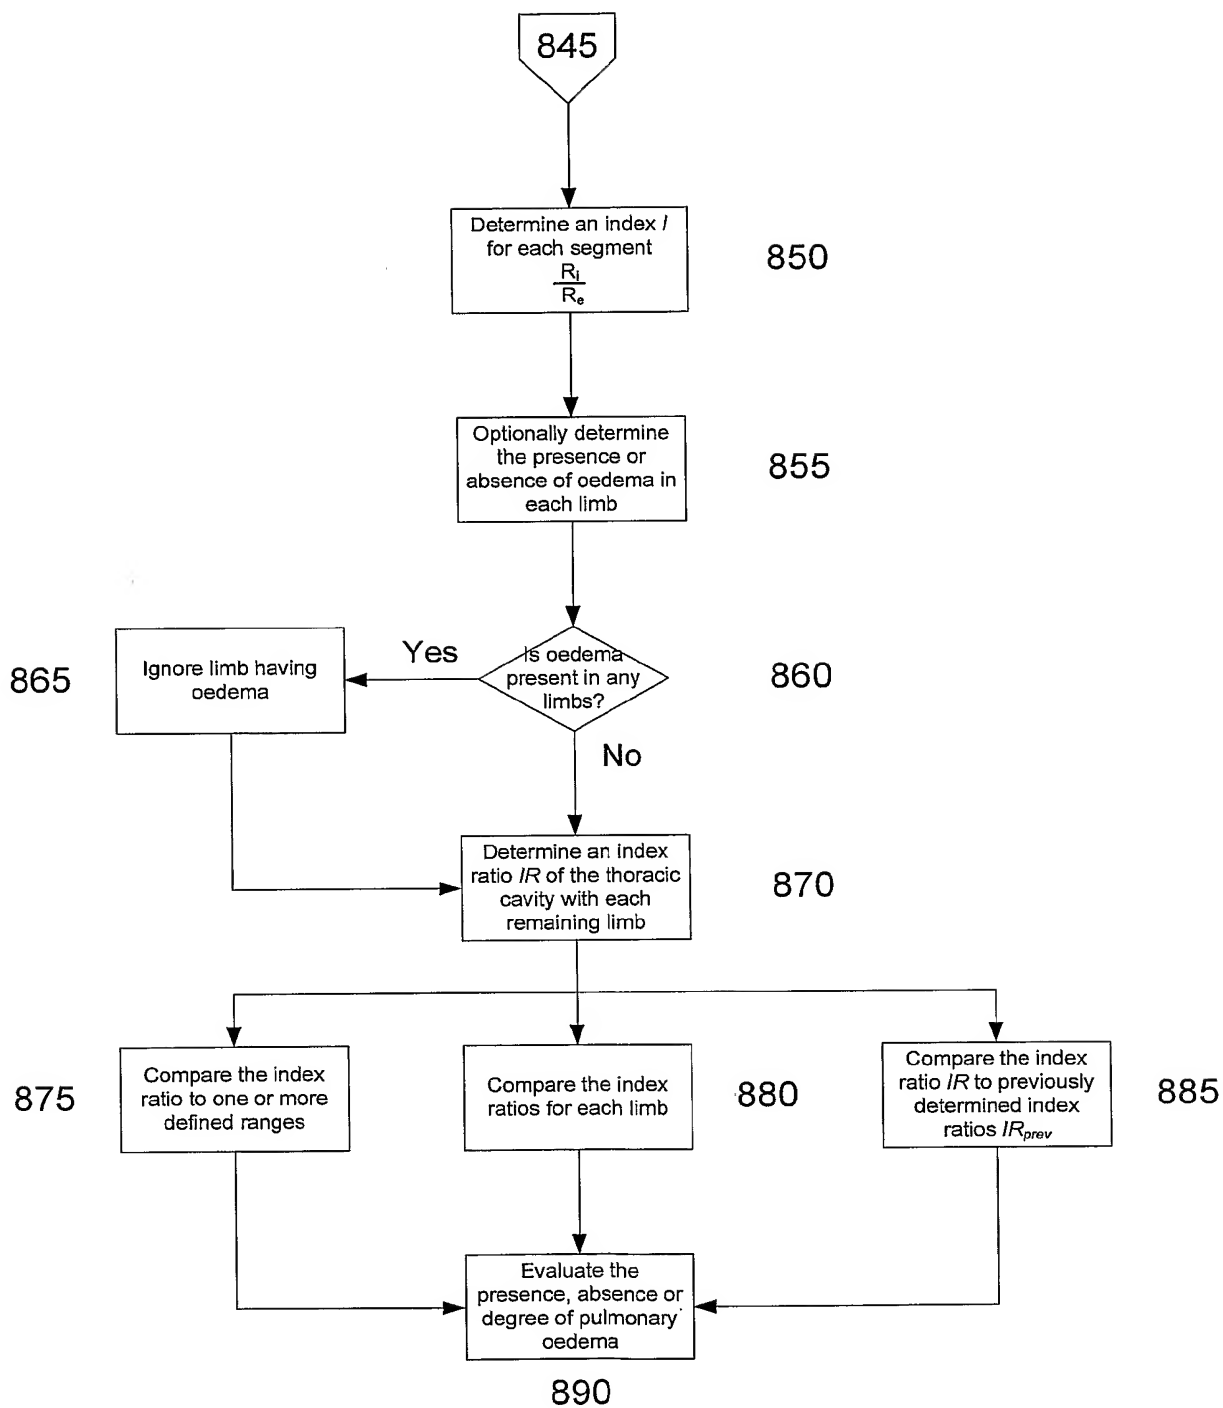 845
Determine an index I
for each segment
Ri
Re
850
Optionally determine
the presence or
absence of oedema in
each limb
855
Is oedema
present in any
limbs?
860
Yes
No
Ignore limb having
oedema
865
Determine an index
ratio IR of the thoracic
cavity with each
remaining limb
870
Compare the index
ratio to one or more
defined ranges
875
Compare the index
ratios for each limb
880
Compare the index
ratio IR to previously
determined index
ratios IRprev
885
Evaluate the
presence, absence or
degree of pulmonary
oedema
890